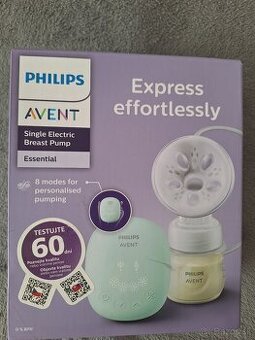 PHILIPS
AVENT
Single Electric
Breast Pump
Essential
Express
effortlessly
8 modes for
personalised
pumping
TESTUJTE
60 dní
PHILIPS
AVENT
PHILIPS
AVENT